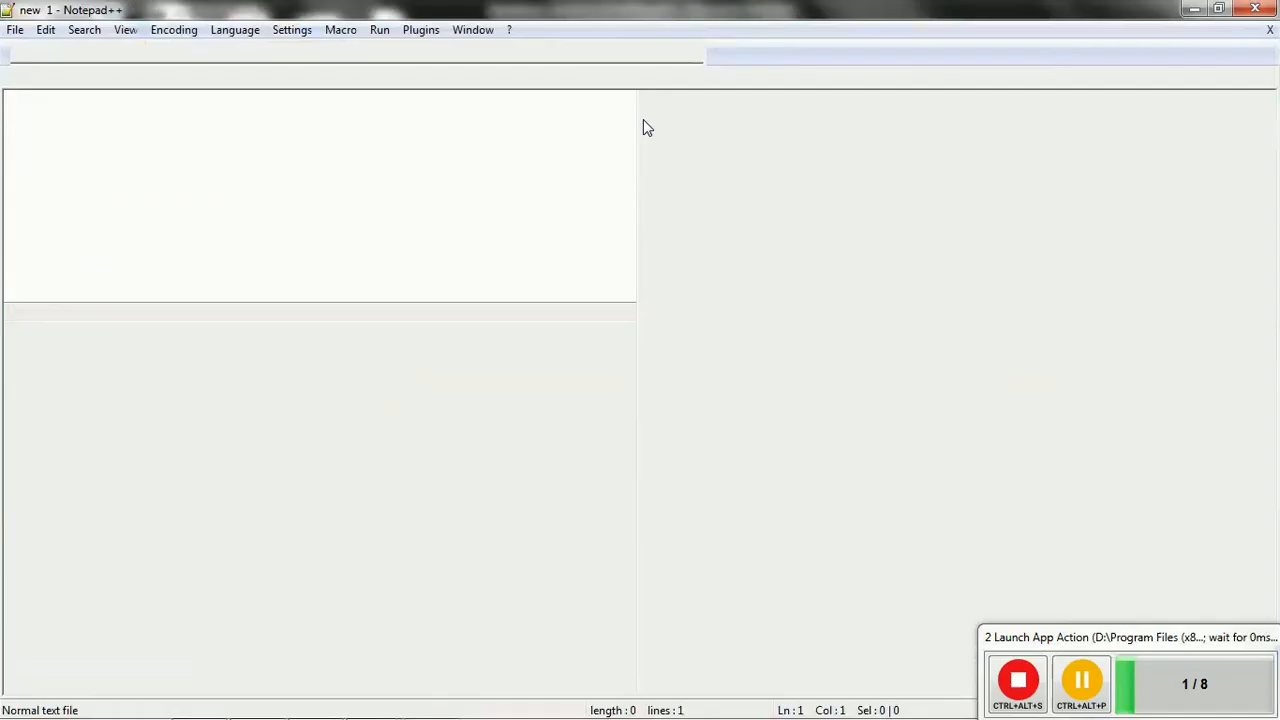 new 1 - Notepad++
File Edit Search View Encoding Language Settings Macro Run Plugins Window ? X
2 Launch App Action (D:\Program Files (x8...; wait for 0ms...
CTRL+ALT+S CTRL+ALT+P 1 / 8
Normal text file length : 0 lines : 1 Ln : 1 Col : 1 Sel : 0 | 0